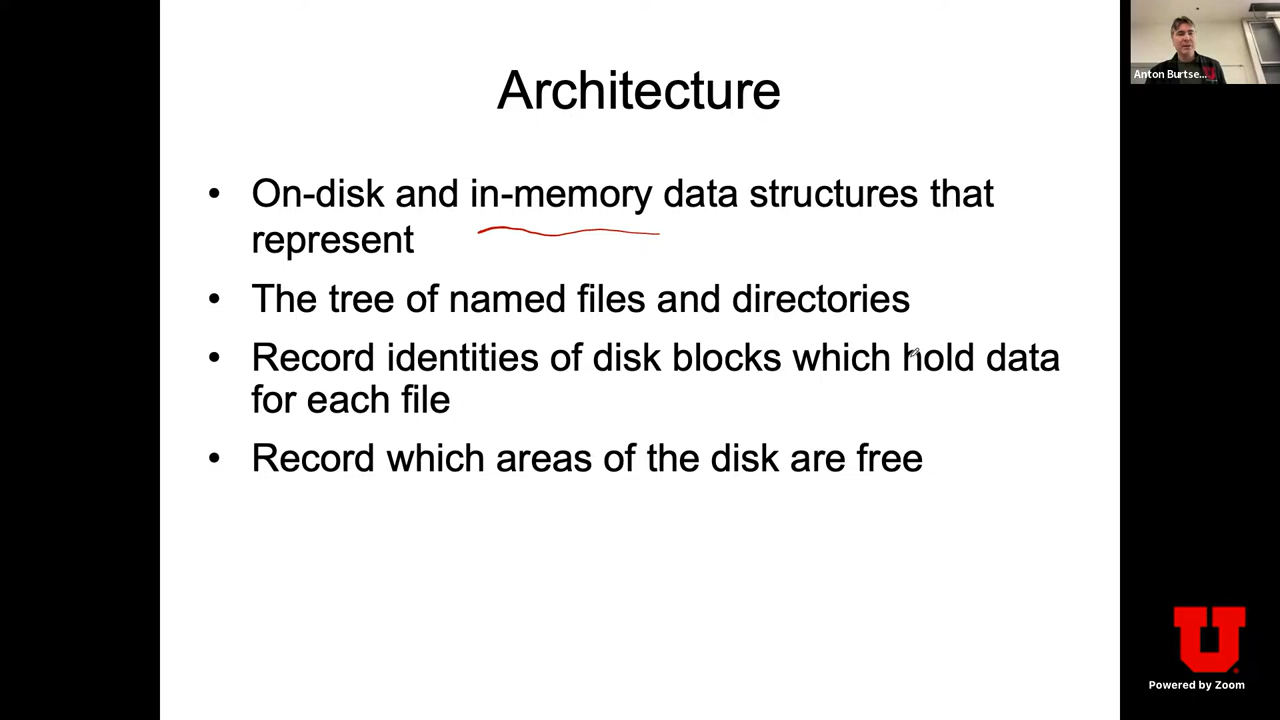 Architecture
• On-disk and in-memory data structures that
represent
• The tree of named files and directories
• Record identities of disk blocks which hold data
for each file
• Record which areas of the disk are free
Anton Burtse...
U
Powered by Zoom